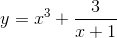 y = x^3 + \frac{3}{x+1}